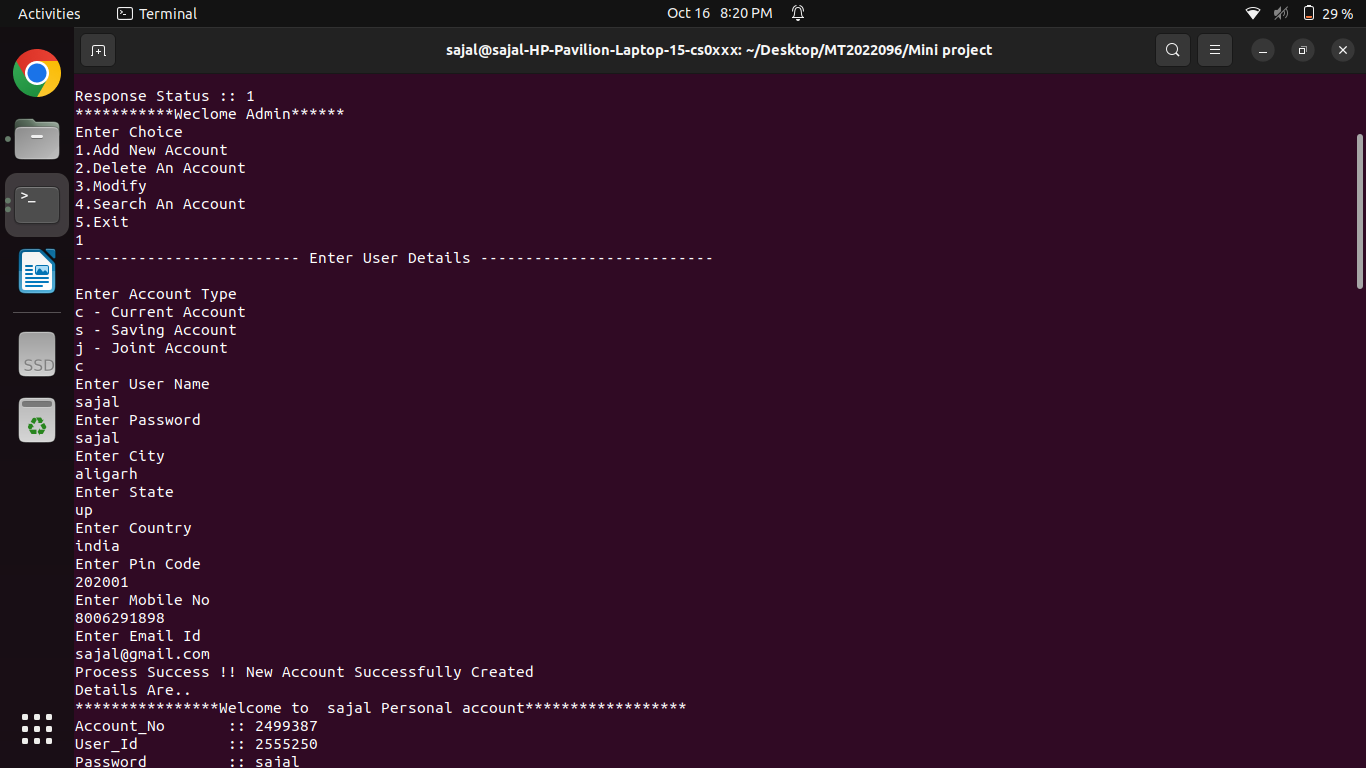 Activities
Terminal
Oct 16 8:20 PM
29 %
sajal@sajal-HP-Pavilion-Laptop-15-cs0xxx: ~/Desktop/MT2022096/Mini project
Response Status :: 1
***********Weclome Admin******
Enter Choice
1.Add New Account
2.Delete An Account
3.Modify
4.Search An Account
5.Exit
1
------------------------- Enter User Details --------------------------
Enter Account Type
c - Current Account
s - Saving Account
j - Joint Account
c
Enter User Name
sajal
Enter Password
sajal
Enter City
aligarh
Enter State
up
Enter Country
india
Enter Pin Code
202001
Enter Mobile No
8006291898
Enter Email Id
sajal@gmail.com
Process Success !! New Account Successfully Created
Details Are..
****************Welcome to  sajal Personal account******************
Account_No       :: 2499387
User_Id          :: 2555250
Password         :: sajal
>_
SSD